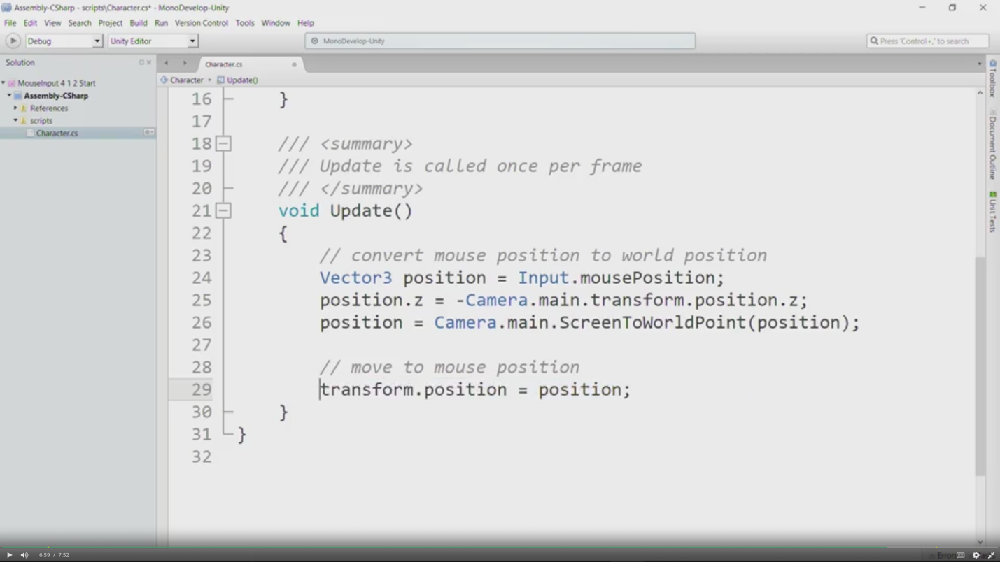 Assembly-CSharp - scripts\Character.cs* - MonoDevelop-Unity
File Edit View Search Project Build Run Version Control Tools Window Help
Debug Unity Editor MonoDevelop-Unity Press 'Control+,' to search
Solution
MouseInput 4 1 2 Start
Assembly-CSharp
References
scripts
Character.cs
Character.cs
Character Update()
16 }
17
18 /// <summary>
19 /// Update is called once per frame
20 /// </summary>
21 void Update()
22 {
23 // convert mouse position to world position
24 Vector3 position = Input.mousePosition;
25 position.z = -Camera.main.transform.position.z;
26 position = Camera.main.ScreenToWorldPoint(position);
27
28 // move to mouse position
29 transform.position = position;
30 }
31 }
32
Toolbox
Document Outline
Unit Tests
6:59 / 7:52